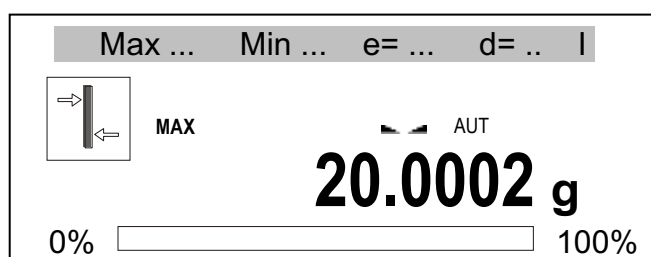 Max ... Min ... e= ... d= .. I
MAX AUT
20.0002 g
0% 100%